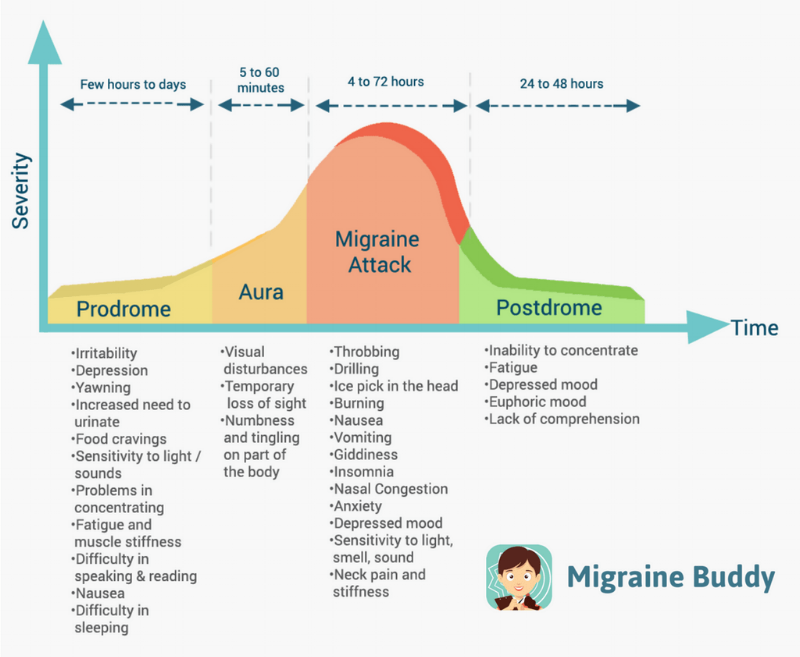 Few hours to days
5 to 60
minutes
4 to 72 hours
24 to 48 hours
Severity
Migraine
Attack
Prodrome
Aura
Postdrome
Time
•Irritability
•Depression
•Yawning
•Increased need to
urinate
•Food cravings
•Sensitivity to light /
sounds
•Problems in
concentrating
•Fatigue and
muscle stiffness
•Difficulty in
speaking & reading
•Nausea
•Difficulty in
sleeping
•Visual
disturbances
•Temporary
loss of sight
•Numbness
and tingling
on part of
the body
•Throbbing
•Drilling
•Ice pick in the head
•Burning
•Nausea
•Vomiting
•Giddiness
•Insomnia
•Nasal Congestion
•Anxiety
•Depressed mood
•Sensitivity to light,
smell, sound
•Neck pain and
stiffness
•Inability to concentrate
•Fatigue
•Depressed mood
•Euphoric mood
•Lack of comprehension
Migraine Buddy